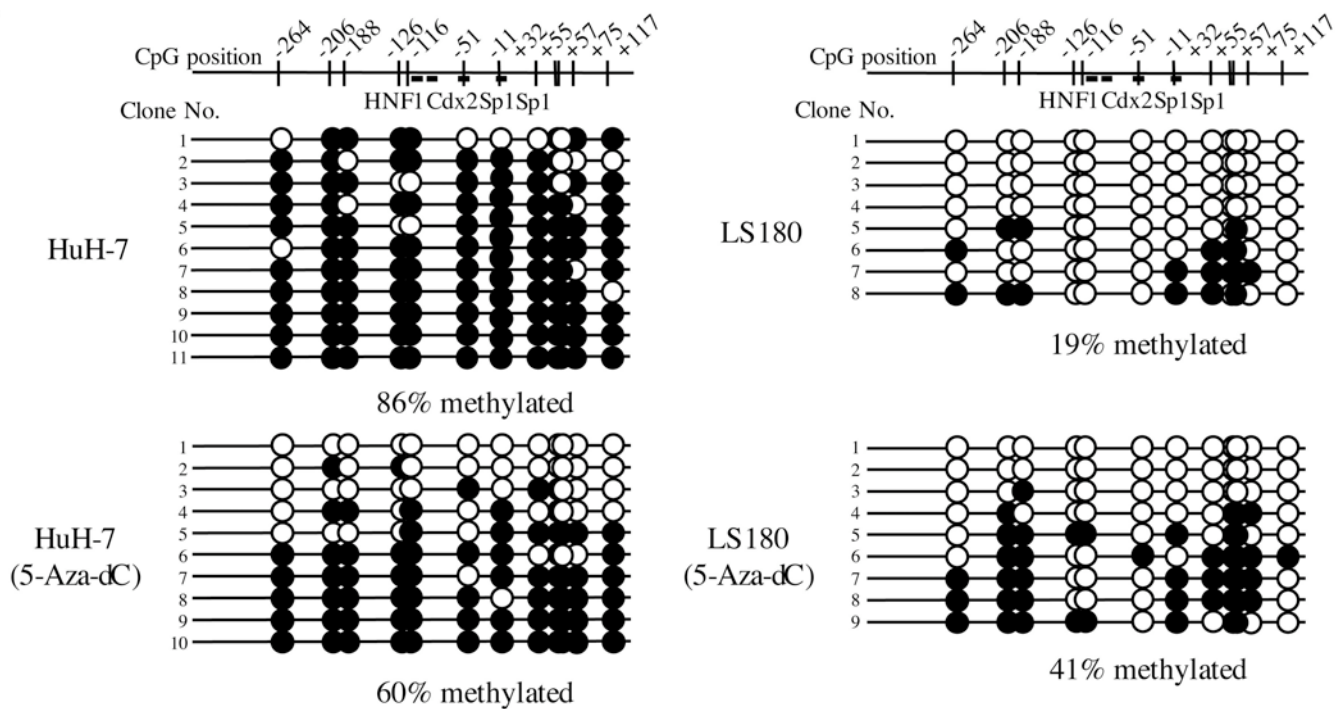 -264 -206 -188 -126 -116 -51 -11 +32 +55 +57 +75 +117
CpG position
HNF1 Cdx2 Sp1 Sp1
Clone No.
1
2
3
4
5
6
7
8
9
10
11
HuH-7
86% methylated
1
2
3
4
5
6
7
8
9
10
HuH-7
(5-Aza-dC)
60% methylated
-264 -206 -188 -126 -116 -51 -11 +32 +55 +57 +75 +117
CpG position
HNF1 Cdx2 Sp1 Sp1
Clone No.
1
2
3
4
5
6
7
8
LS180
19% methylated
1
2
3
4
5
6
7
8
9
LS180
(5-Aza-dC)
41% methylated